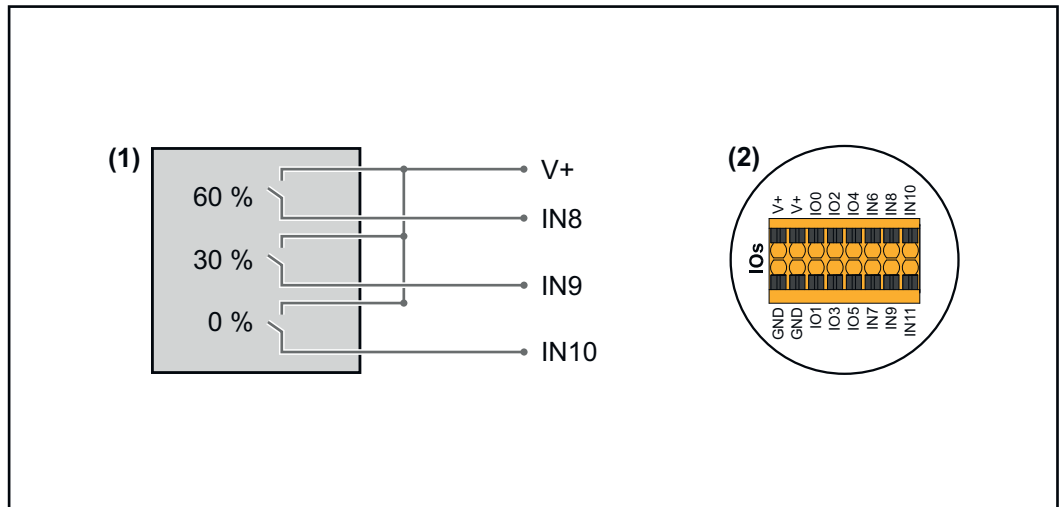 (1)
60 %
30 %
0 %
V+
IN8
IN9
IN10
(2)
IOs
V+
V+
IO0
IO2
IO4
IN6
IN8
IN10
GND
GND
IO1
IO3
IO5
IN7
IN9
IN11